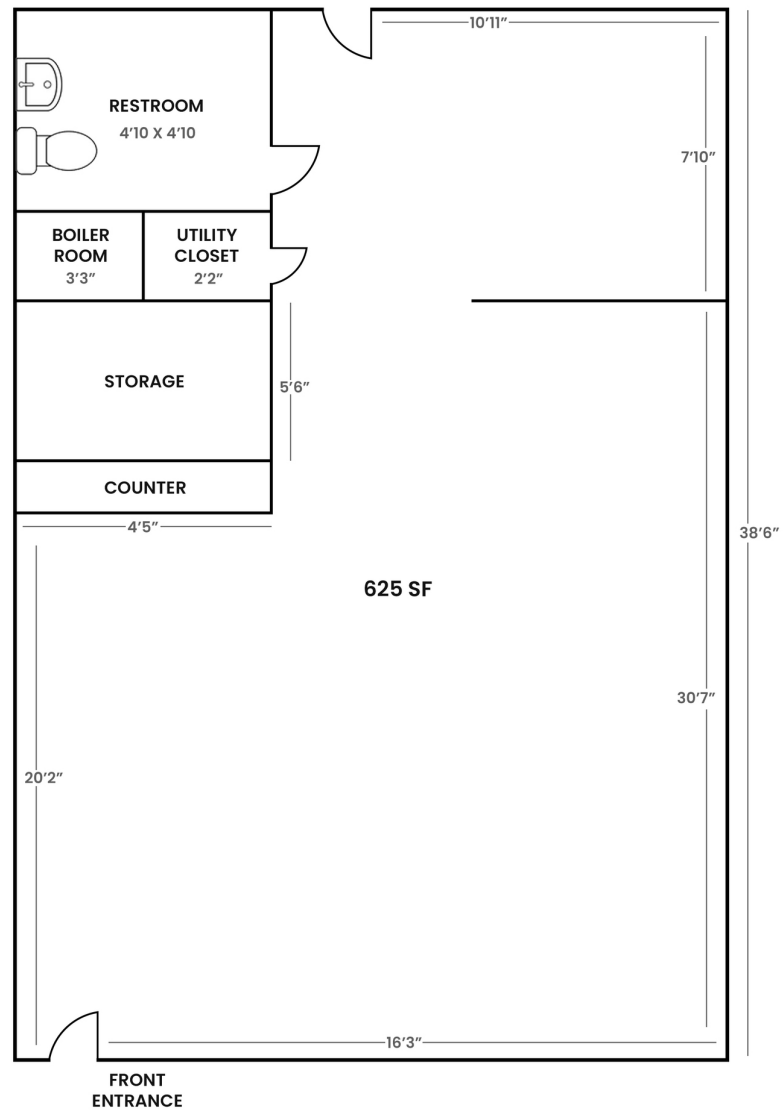 10’11”
RESTROOM
4’10 X 4’10
7’10”
BOILER
ROOM
3’3”
UTILITY
CLOSET
2’2”
STORAGE
5’6”
COUNTER
4’5”
38’6”
625 SF
30’7”
20’2”
16’3”
FRONT
ENTRANCE